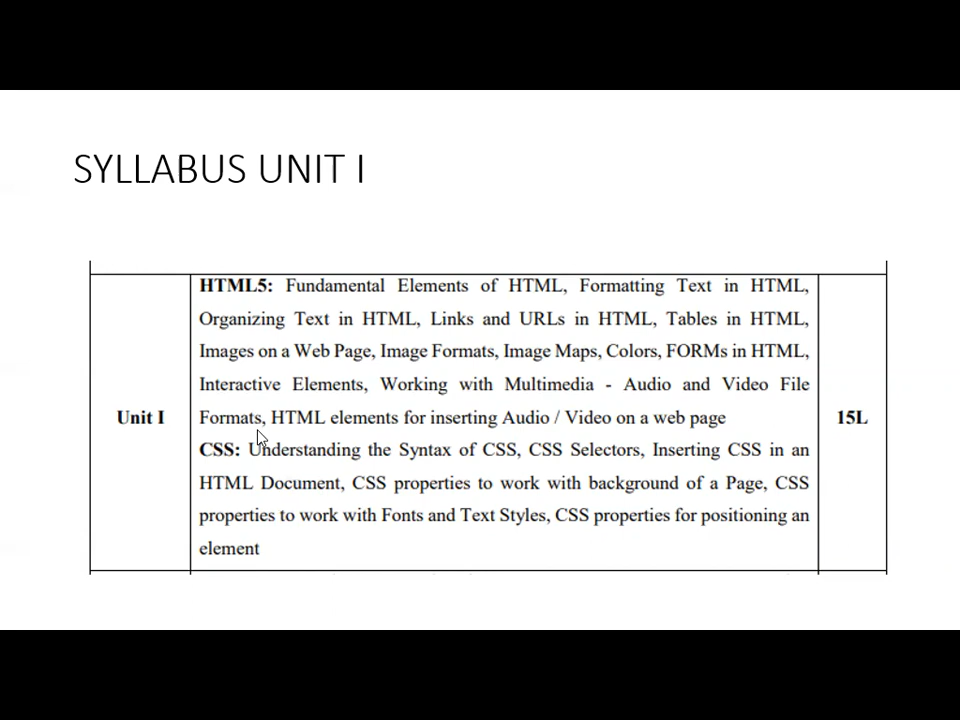 SYLLABUS UNIT I
HTML5: Fundamental Elements of HTML, Formatting Text in HTML,
Organizing Text in HTML, Links and URLs in HTML, Tables in HTML,
Images on a Web Page, Image Formats, Image Maps, Colors, FORMs in HTML,
Interactive Elements, Working with Multimedia - Audio and Video File
Unit I
Formats, HTML elements for inserting Audio / Video on a web page
15L
CSS: Understanding the Syntax of CSS, CSS Selectors, Inserting CSS in an
HTML Document, CSS properties to work with background of a Page, CSS
properties to work with Fonts and Text Styles, CSS properties for positioning an
element